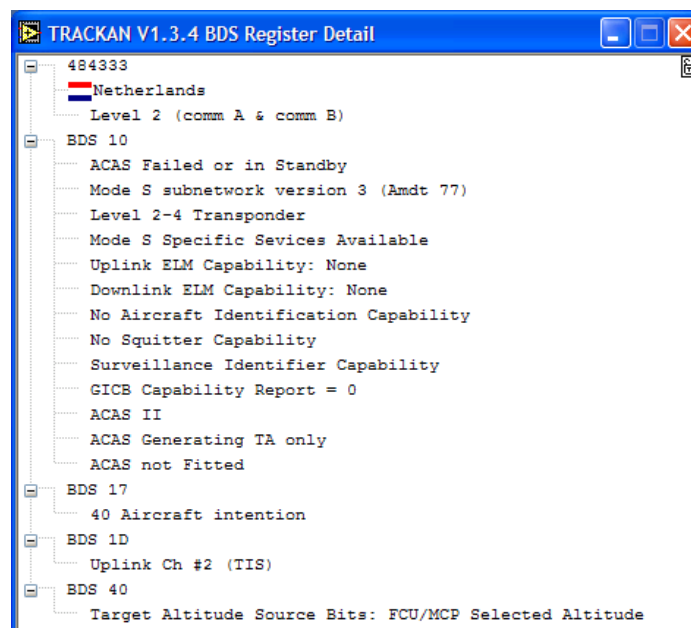 TRACKAN V1.3.4 BDS Register Detail
484333
Netherlands
Level 2 (comm A & comm B)
BDS 10
ACAS Failed or in Standby
Mode S subnetwork version 3 (Amdt 77)
Level 2-4 Transponder
Mode S Specific Sevices Available
Uplink ELM Capability: None
Downlink ELM Capability: None
No Aircraft Identification Capability
No Squitter Capability
Surveillance Identifier Capability
GICB Capability Report = 0
ACAS II
ACAS Generating TA only
ACAS not Fitted
BDS 17
40 Aircraft intention
BDS 1D
Uplink Ch #2 (TIS)
BDS 40
Target Altitude Source Bits: FCU/MCP Selected Altitude